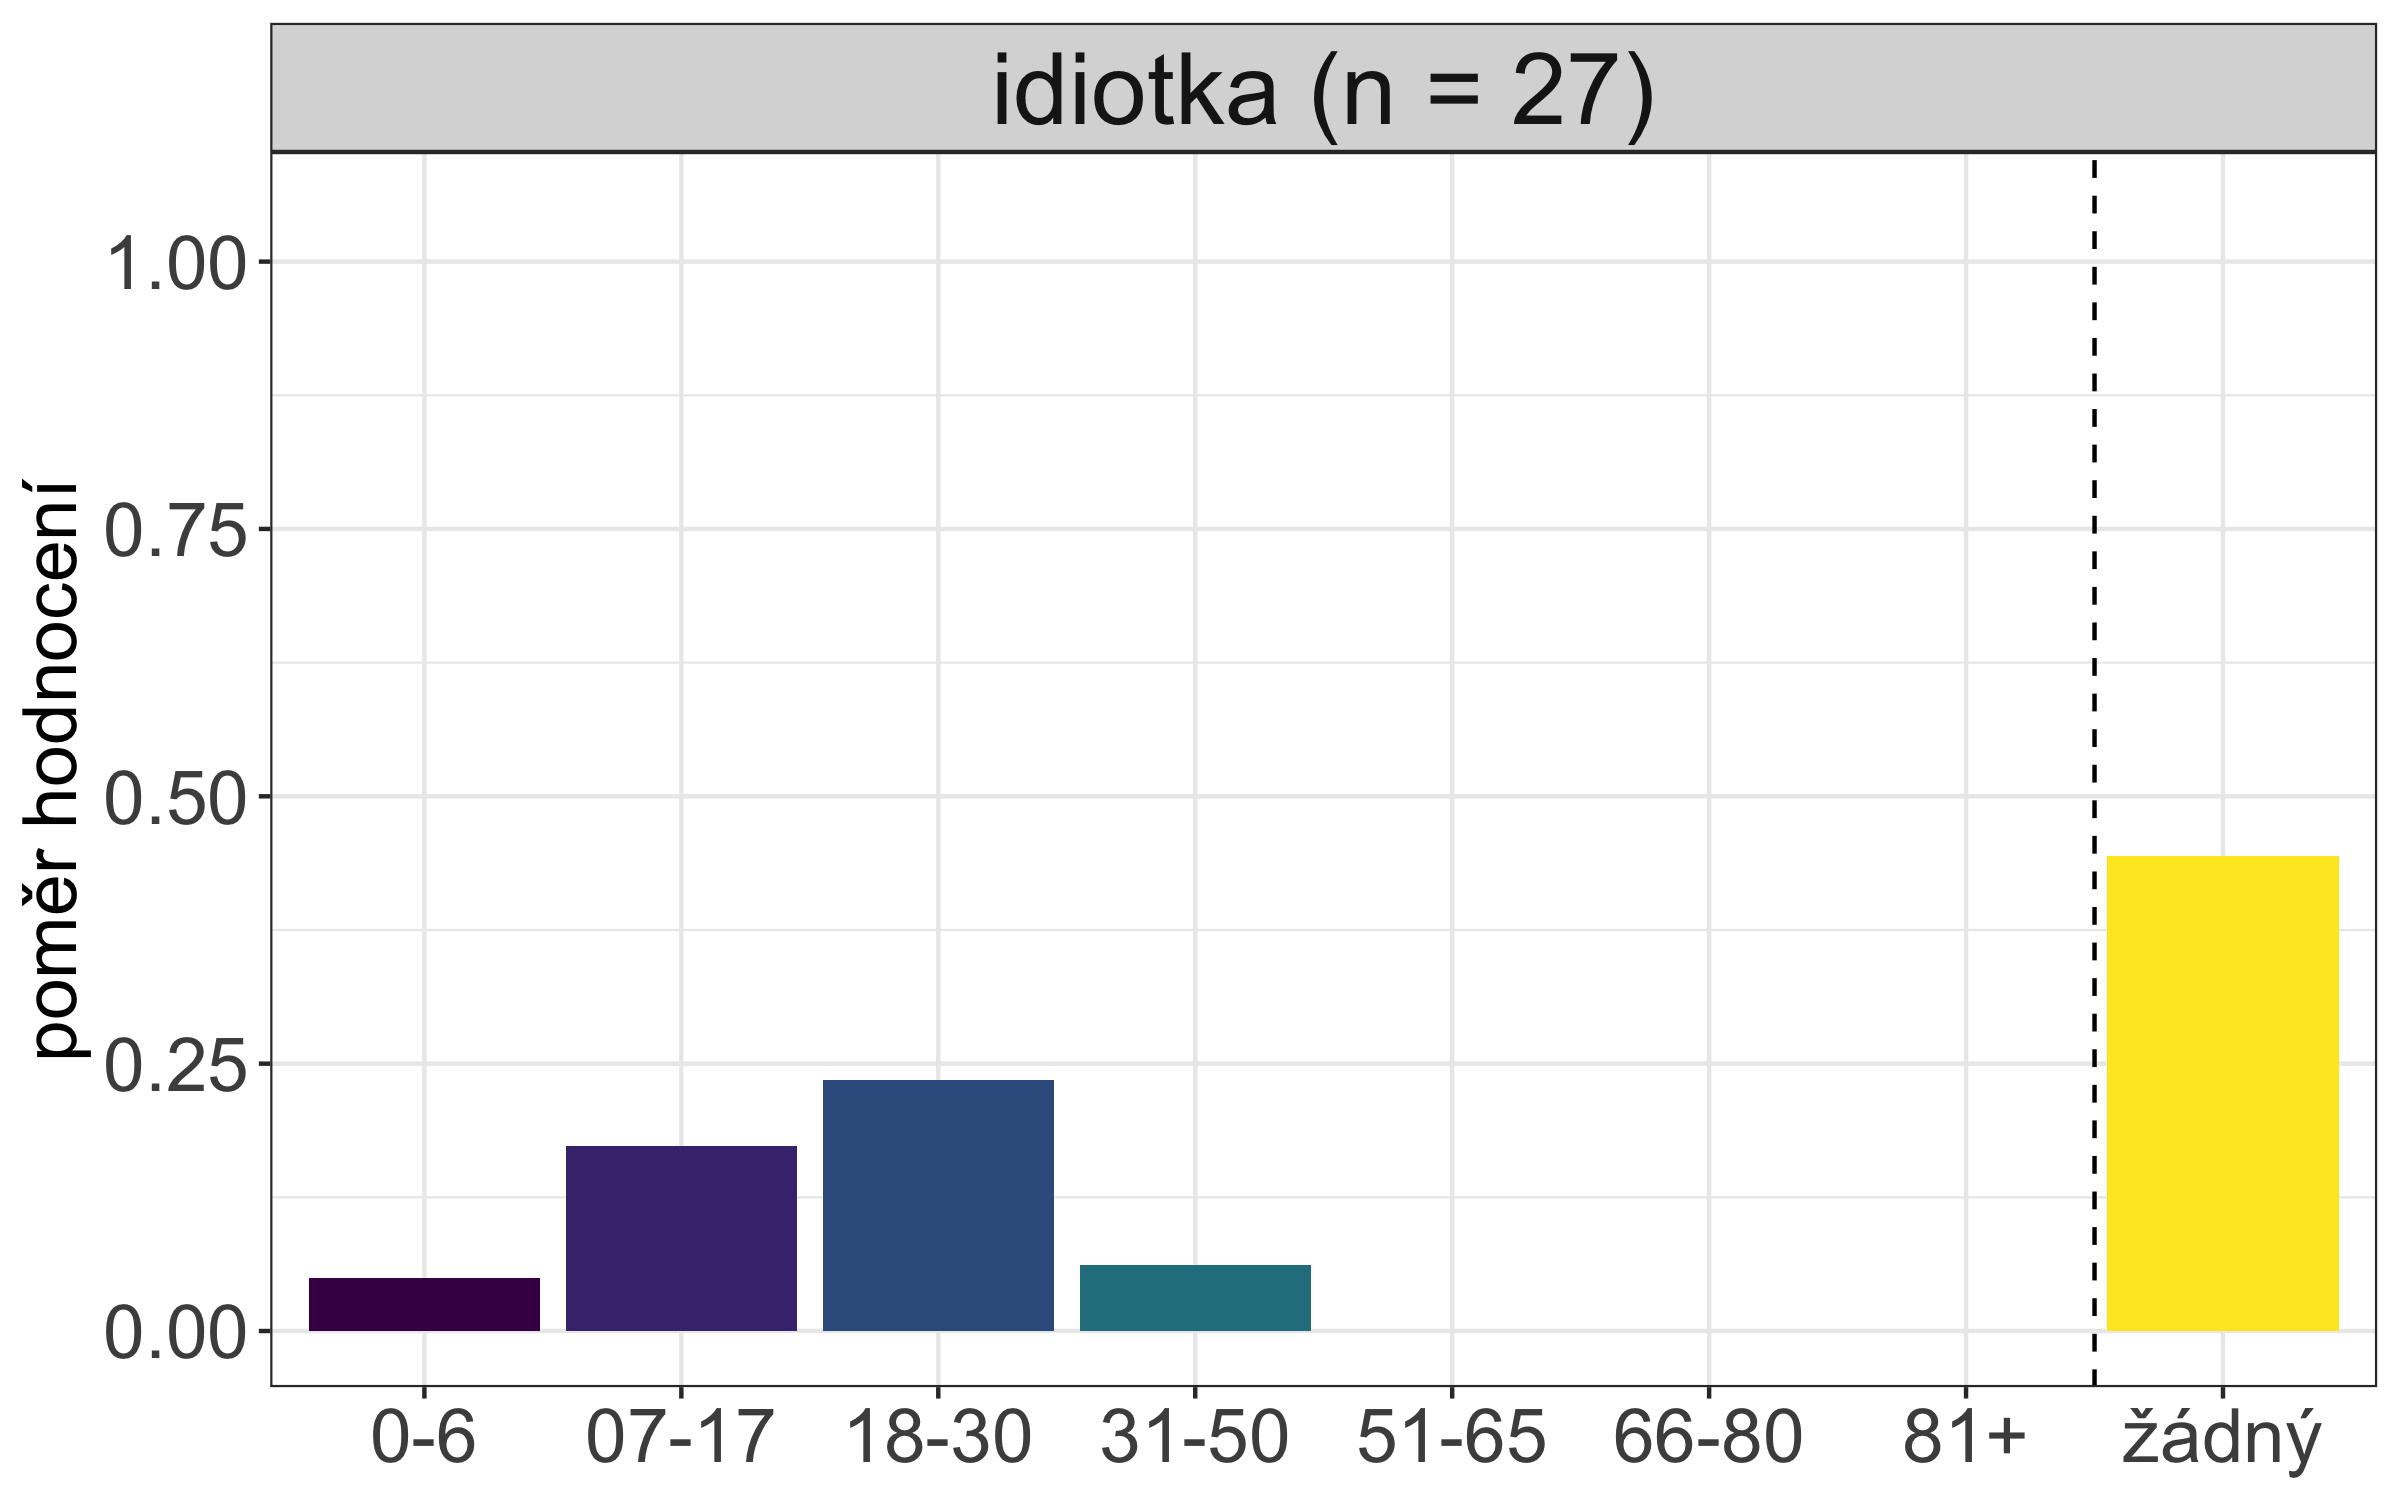 idiotka (n = 27)
poměr hodnocení
1.00
0.75
0.50
0.25
0.00
0-6 07-17 18-30 31-50 51-65 66-80 81+ žádný